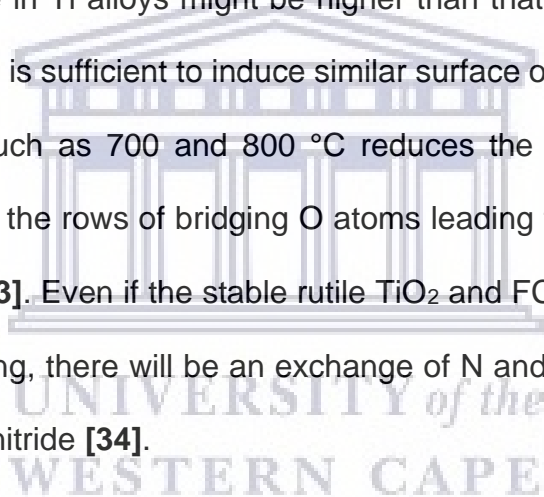 in Ti alloys might be higher than that
is sufficient to induce similar surface o
uch as 700 and 800 °C reduces the
the rows of bridging O atoms leading
3]. Even if the stable rutile TiO₂ and FC
ng, there will be an exchange of N and
UNIVERSITY of the
nitride [34].
WESTERN CAPE